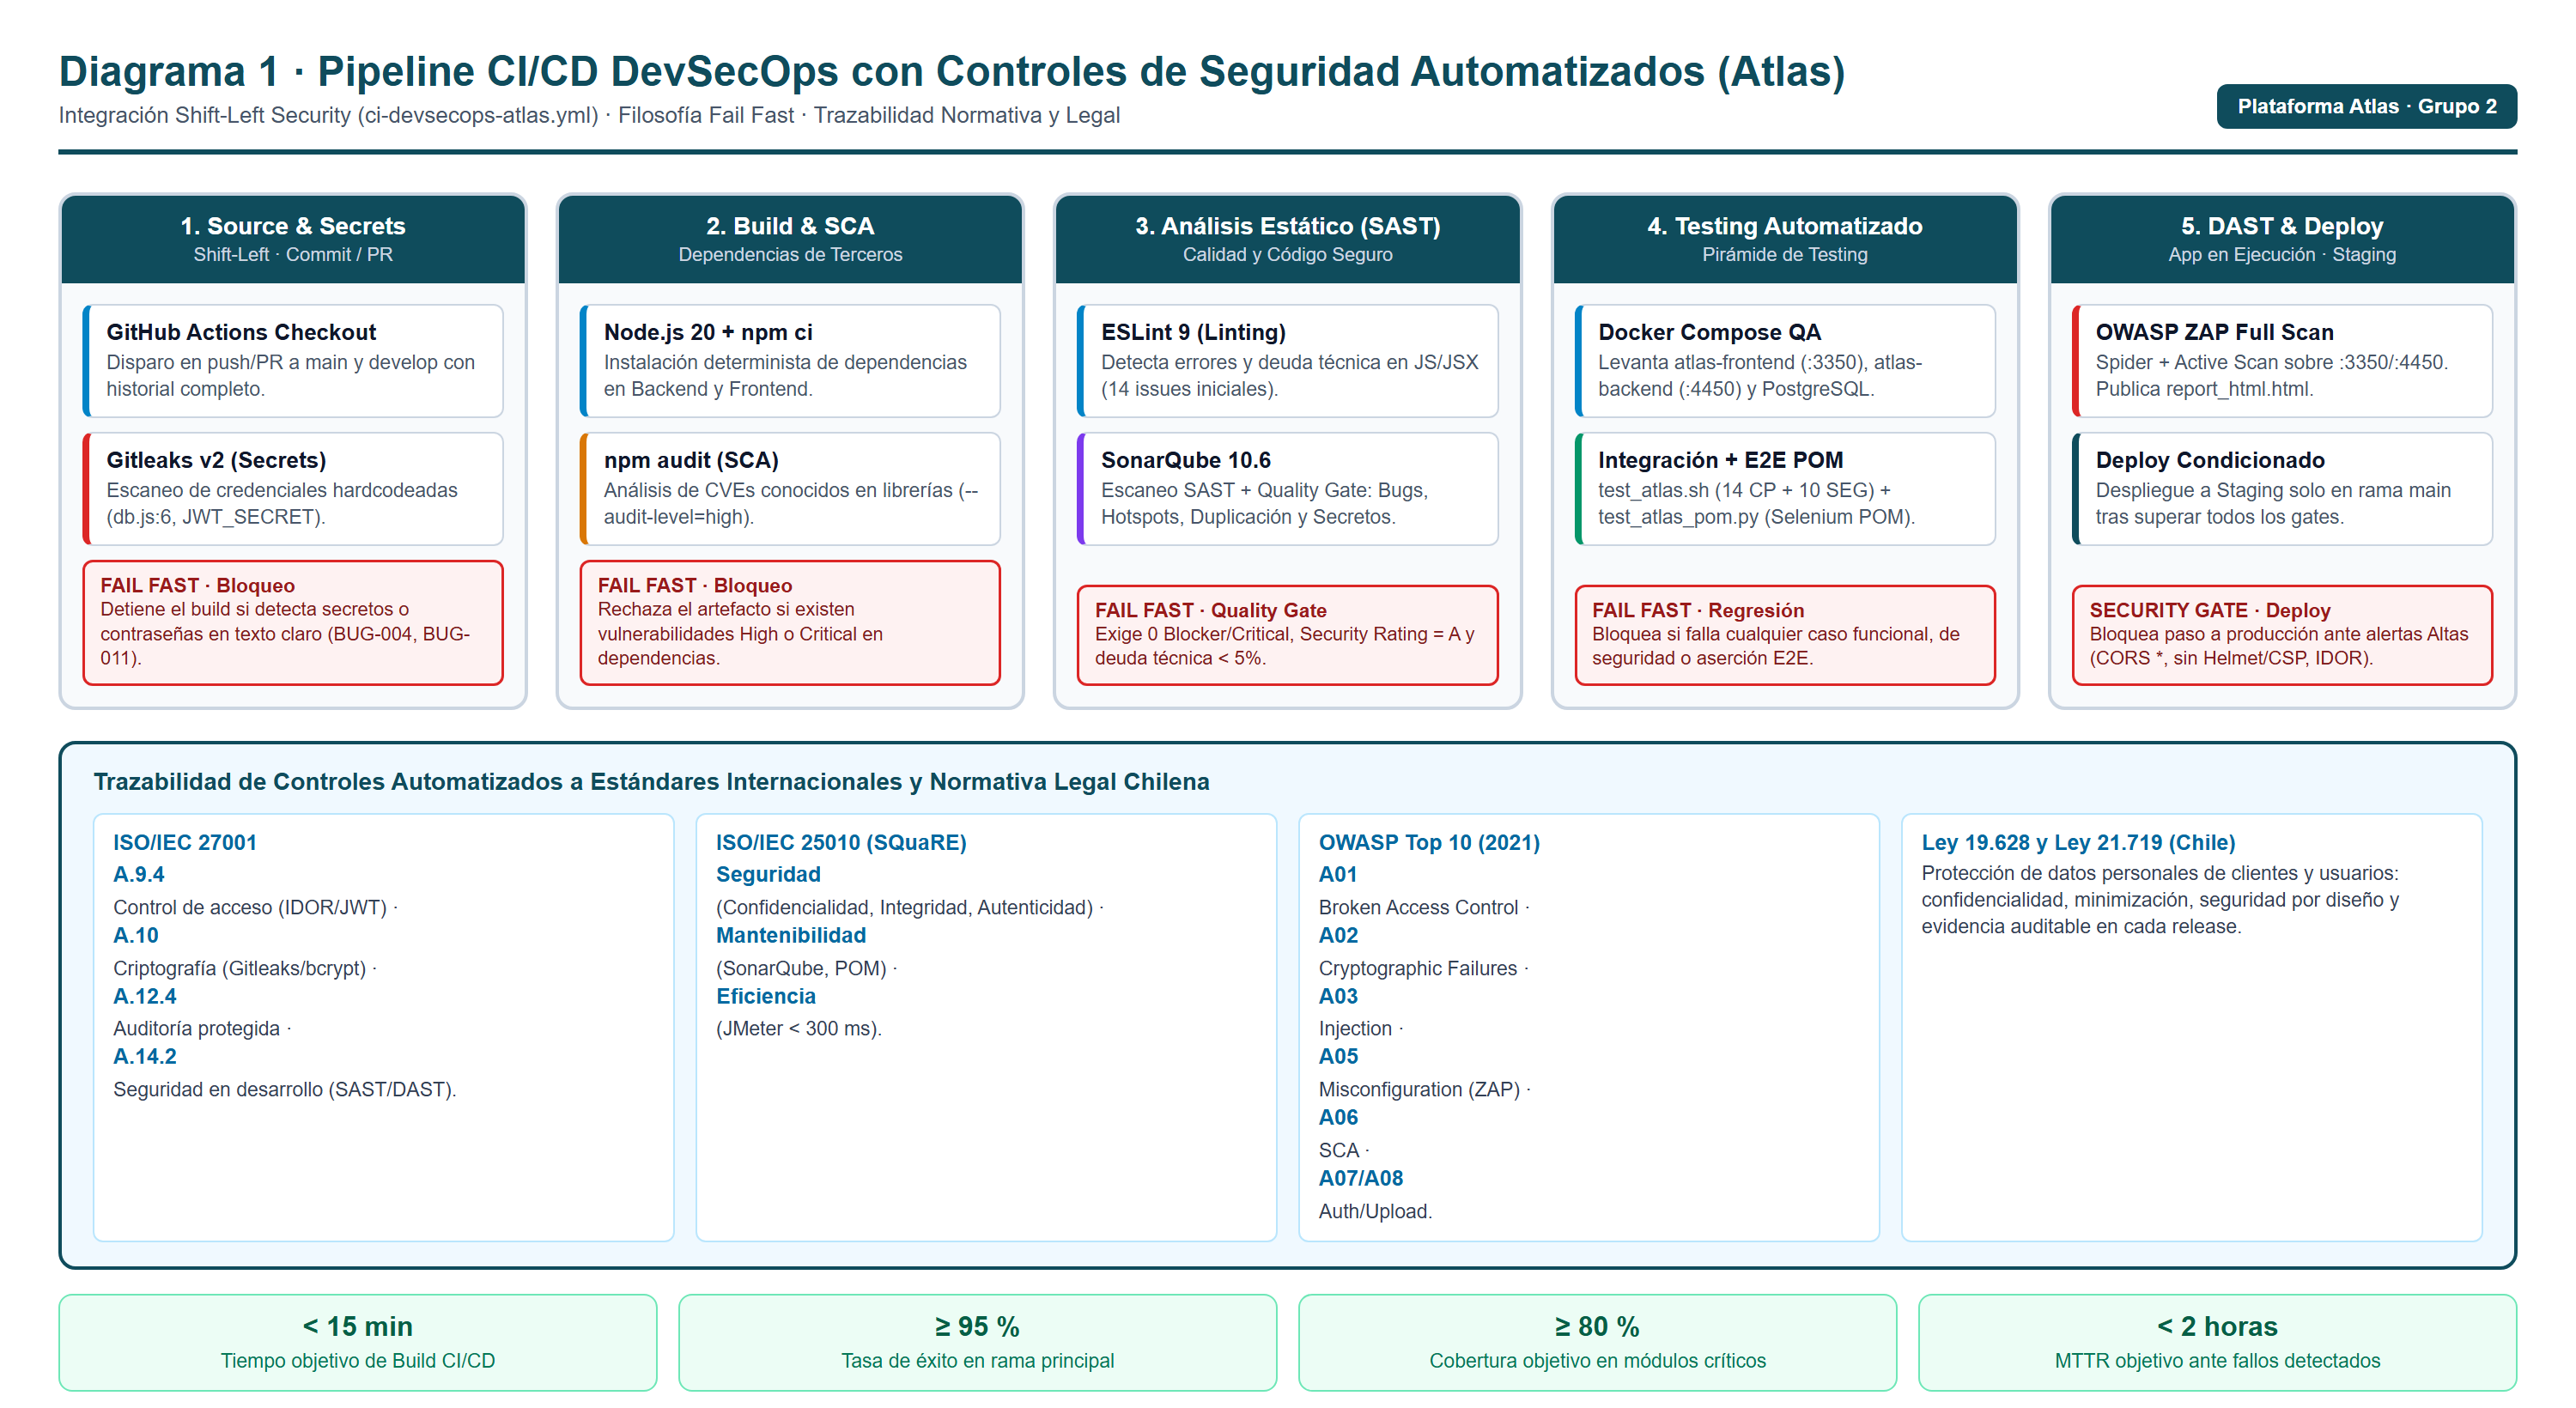 Diagrama 1 · Pipeline CI/CD DevSecOps con Controles de Seguridad Automatizados (Atlas)
Integración Shift-Left Security (ci-devsecops-atlas.yml) · Filosofía Fail Fast · Trazabilidad Normativa y Legal
Plataforma Atlas · Grupo 2
1. Source & Secrets
Shift-Left · Commit / PR
GitHub Actions Checkout
Disparo en push/PR a main y develop con
historial completo.
Gitleaks v2 (Secrets)
Escaneo de credenciales hardcodeadas
(db.js:6, JWT_SECRET).
FAIL FAST · Bloqueo
Detiene el build si detecta secretos o
contraseñas en texto claro (BUG-004, BUG-
011).
2. Build & SCA
Dependencias de Terceros
Node.js 20 + npm ci
Instalación determinista de dependencias
en Backend y Frontend.
npm audit (SCA)
Análisis de CVEs conocidos en librerías (--
audit-level=high).
FAIL FAST · Bloqueo
Rechaza el artefacto si existen
vulnerabilidades High o Critical en
dependencias.
3. Análisis Estático (SAST)
Calidad y Código Seguro
ESLint 9 (Linting)
Detecta errores y deuda técnica en JS/JSX
(14 issues iniciales).
SonarQube 10.6
Escaneo SAST + Quality Gate: Bugs,
Hotspots, Duplicación y Secretos.
FAIL FAST · Quality Gate
Exige 0 Blocker/Critical, Security Rating = A y
deuda técnica < 5%.
4. Testing Automatizado
Pirámide de Testing
Docker Compose QA
Levanta atlas-frontend (:3350), atlas-
backend (:4450) y PostgreSQL.
Integración + E2E POM
test_atlas.sh (14 CP + 10 SEG) +
test_atlas_pom.py (Selenium POM).
FAIL FAST · Regresión
Bloquea si falla cualquier caso funcional, de
seguridad o aserción E2E.
5. DAST & Deploy
App en Ejecución · Staging
OWASP ZAP Full Scan
Spider + Active Scan sobre :3350/:4450.
Publica report_html.html.
Deploy Condicionado
Despliegue a Staging solo en rama main
tras superar todos los gates.
SECURITY GATE · Deploy
Bloquea paso a producción ante alertas Altas
(CORS *, sin Helmet/CSP, IDOR).
Trazabilidad de Controles Automatizados a Estándares Internacionales y Normativa Legal Chilena
ISO/IEC 27001
A.9.4
Control de acceso (IDOR/JWT) ·
A.10
Criptografía (Gitleaks/bcrypt) ·
A.12.4
Auditoría protegida ·
A.14.2
Seguridad en desarrollo (SAST/DAST).
ISO/IEC 25010 (SQuaRE)
Seguridad
(Confidencialidad, Integridad, Autenticidad) ·
Mantenibilidad
(SonarQube, POM) ·
Eficiencia
(JMeter < 300 ms).
OWASP Top 10 (2021)
A01
Broken Access Control ·
A02
Cryptographic Failures ·
A03
Injection ·
A05
Misconfiguration (ZAP) ·
A06
SCA ·
A07/A08
Auth/Upload.
Ley 19.628 y Ley 21.719 (Chile)
Protección de datos personales de clientes y usuarios:
confidencialidad, minimización, seguridad por diseño y
evidencia auditable en cada release.
< 15 min
Tiempo objetivo de Build CI/CD
≥ 95 %
Tasa de éxito en rama principal
≥ 80 %
Cobertura objetivo en módulos críticos
< 2 horas
MTTR objetivo ante fallos detectados